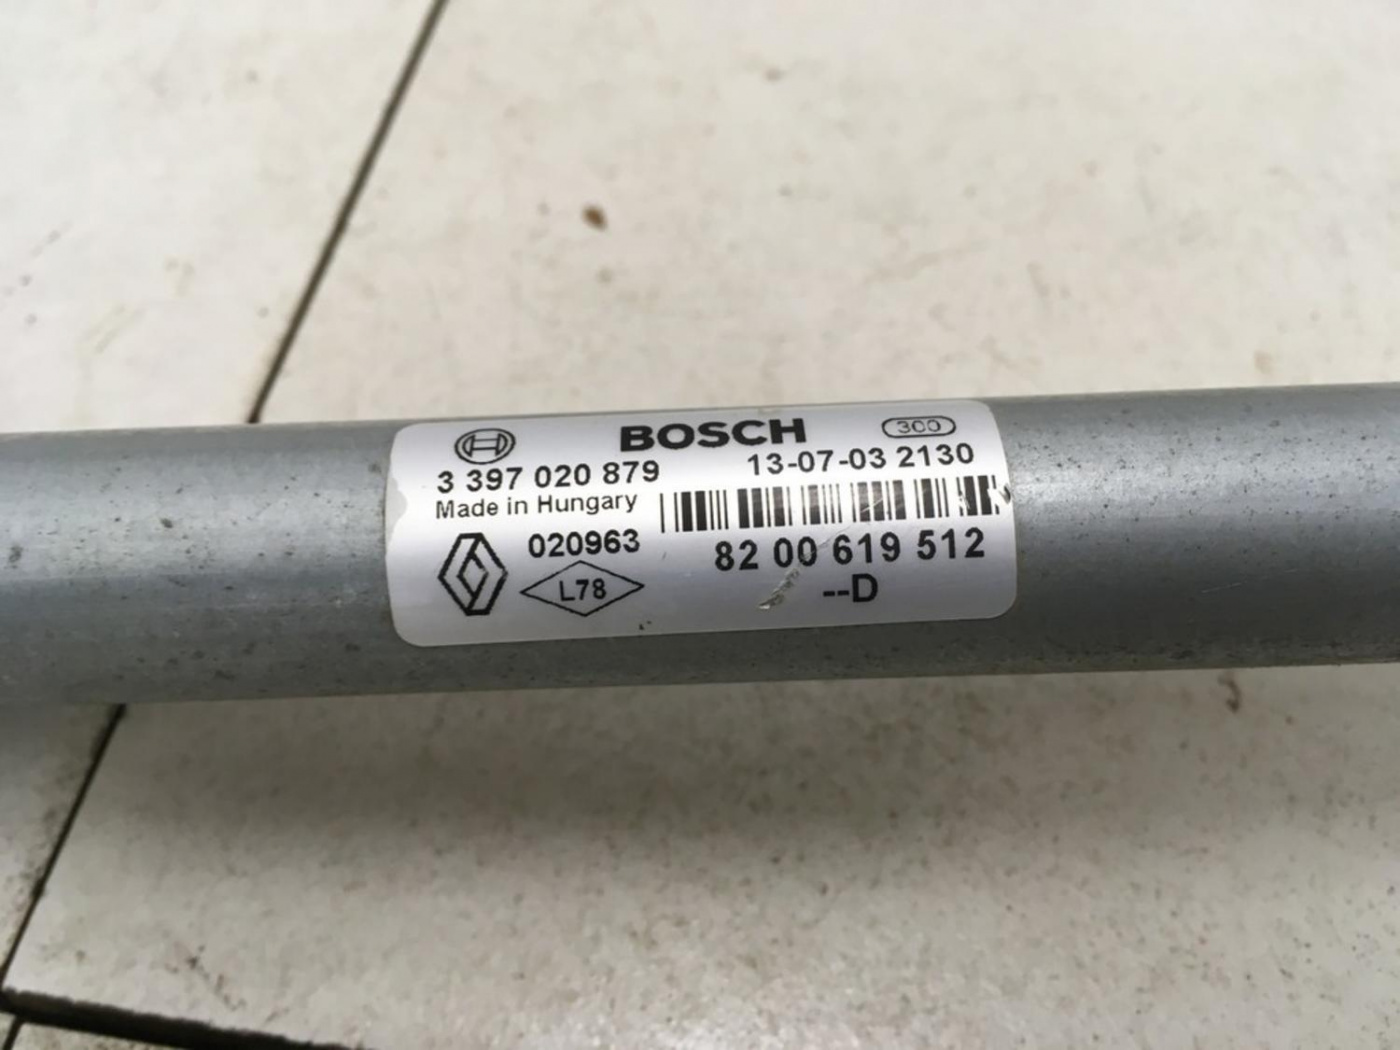 BOSCH 300
3 397 020 879 13-07-03 2130
Made in Hungary
020963 82 00 619 512
L78 --D